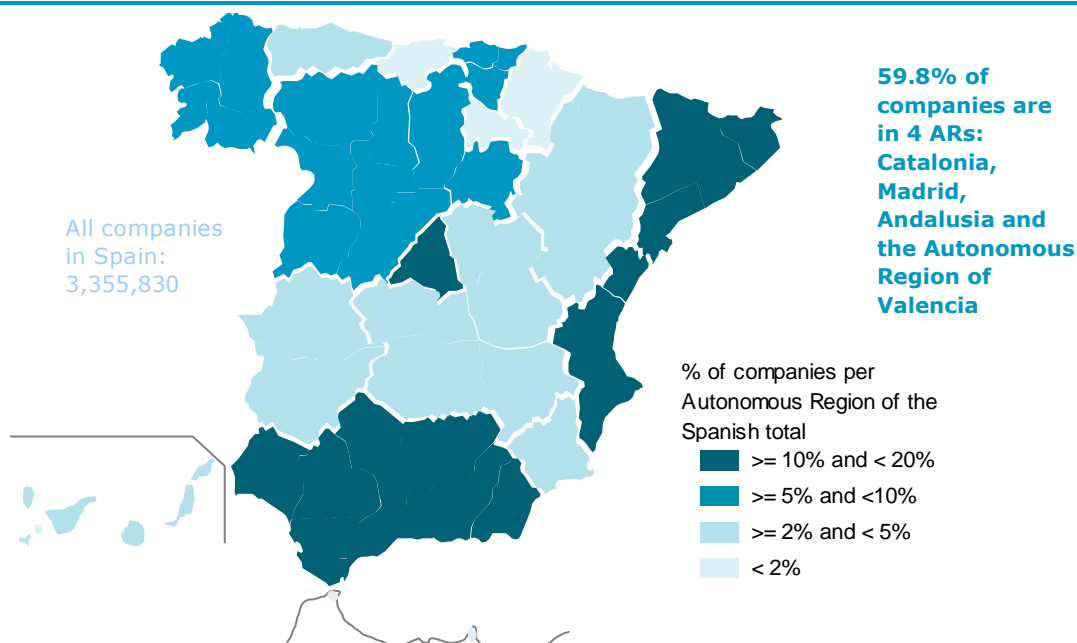 59.8% of
companies are
in 4 ARs:
Catalonia,
Madrid,
Andalusia and
the Autonomous
Region of
Valencia
All companies
in Spain:
3,355,830
% of companies per
Autonomous Region of the
Spanish total
>= 10% and < 20%
>= 5% and <10%
>= 2% and < 5%
< 2%